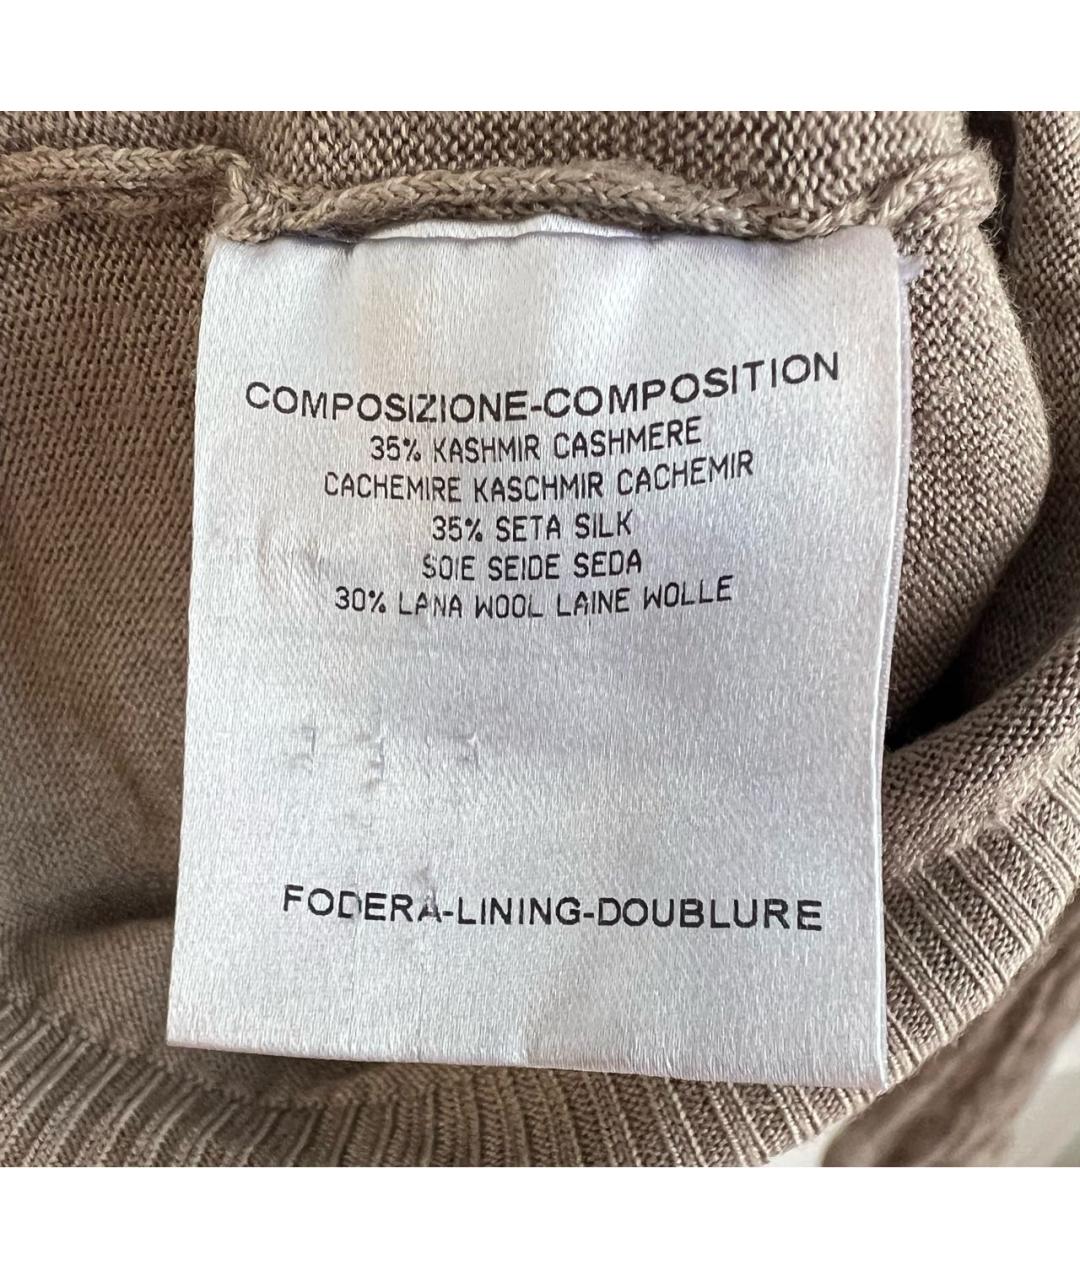 COMPOSIZIONE-COMPOSITION
35% KASHMIR CASHMERE
CACHEMIRE KASCHMIR CACHEMIR
35% SETA SILK
SOIE SEIDE SEDA
30% LANA WOOL LAINE WOLLE
FODERA-LINING-DOUBLURE